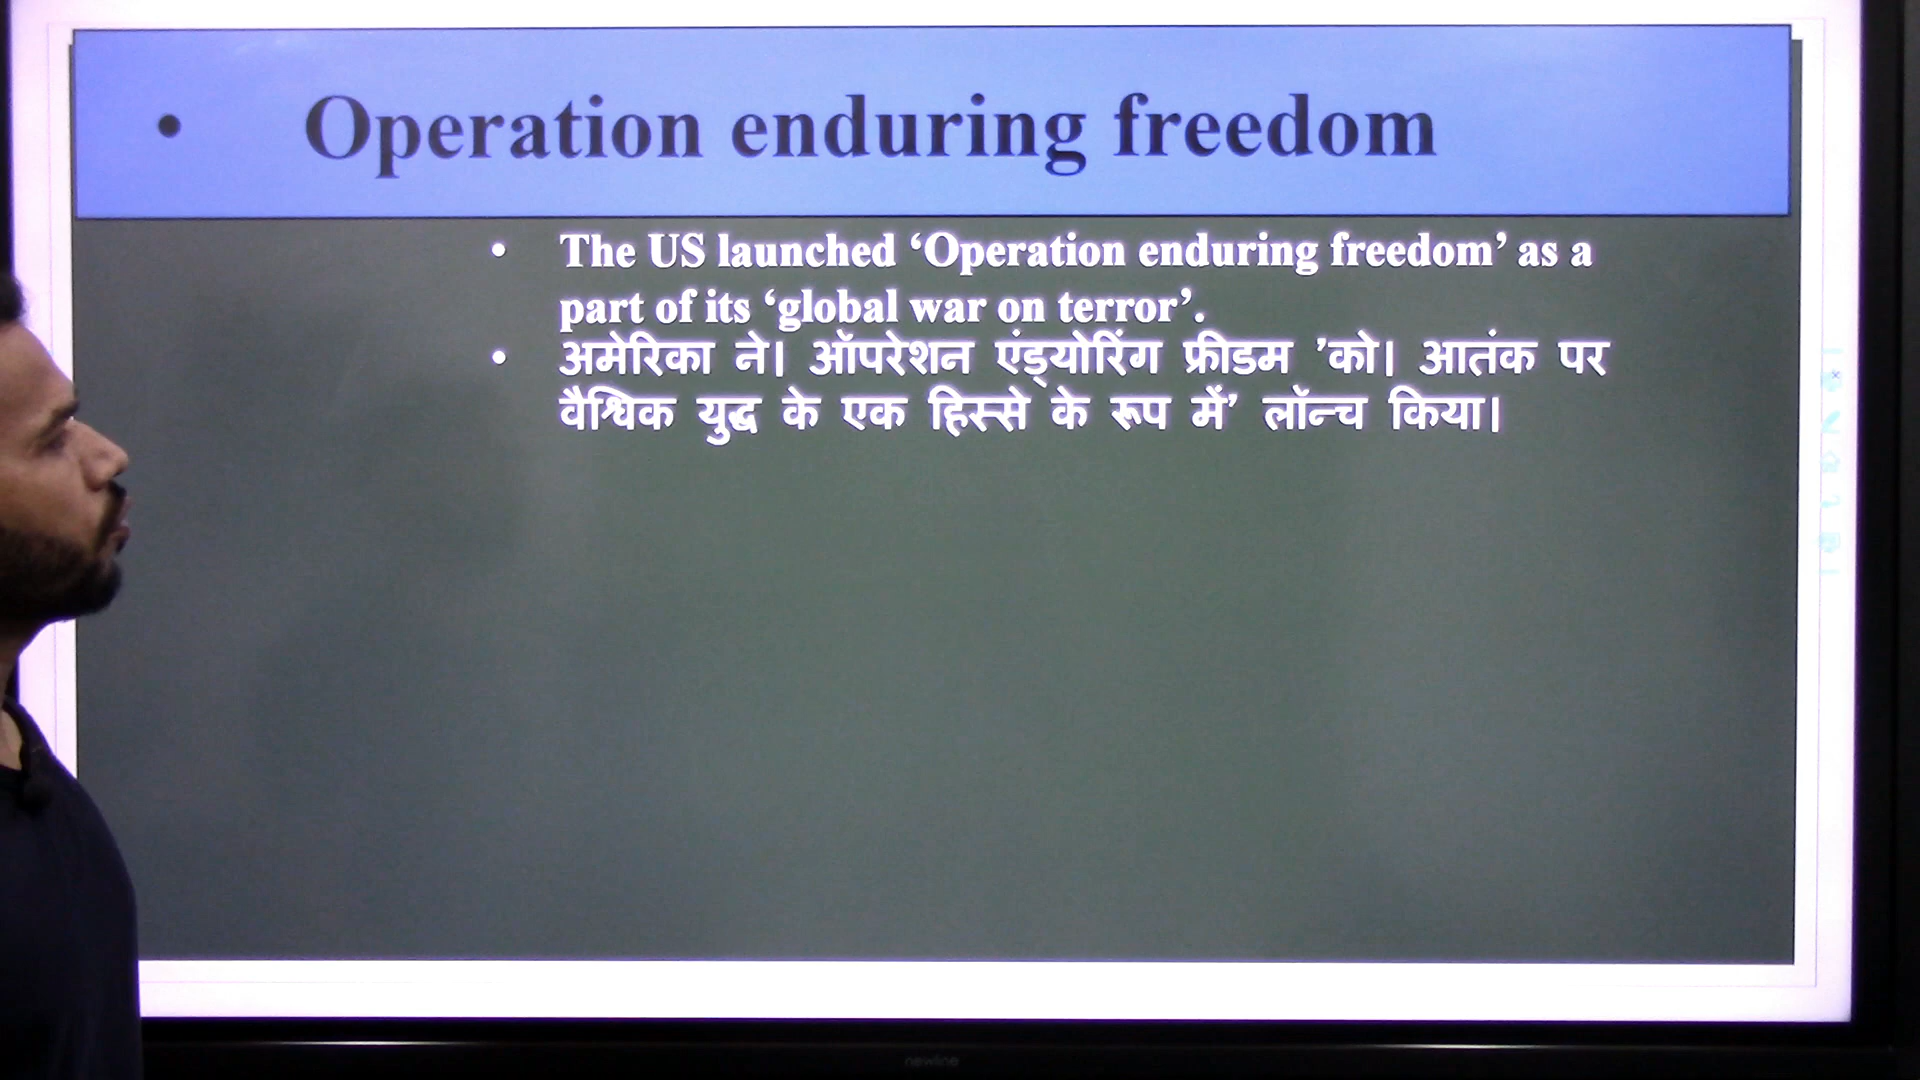 • Operation enduring freedom
• The US launched ‘Operation enduring freedom’ as a
part of its ‘global war on terror’.
• अमेरिका ने। ऑपरेशन एंड्योरिंग फ्रीडम ’को। आतंक पर
वैश्विक युद्ध के एक हिस्से के रूप में’ लॉन्च किया।
newline